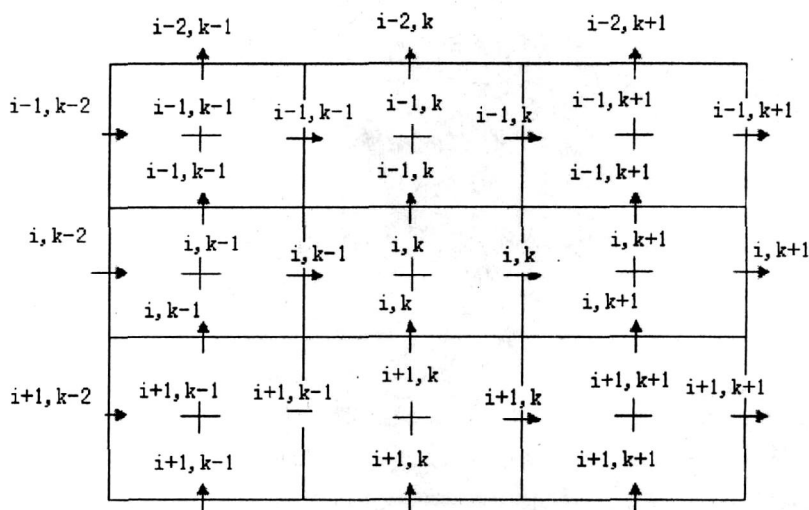 i-2,k-1 i-2,k i-2,k+1
i-1,k-2 i-1,k-1 i-1,k-1 i-1,k i-1,k i-1,k+1 i-1,k+1
i-1,k-1 i-1,k i-1,k+1
i,k-2 i,k-1 i,k-1 i,k i,k i,k+1 i,k+1
i,k-1 i,k i,k+1
i+1,k-2 i+1,k-1 i+1,k-1 i+1,k i+1,k i+1,k+1 i+1,k+1
i+1,k-1 i+1,k i+1,k+1